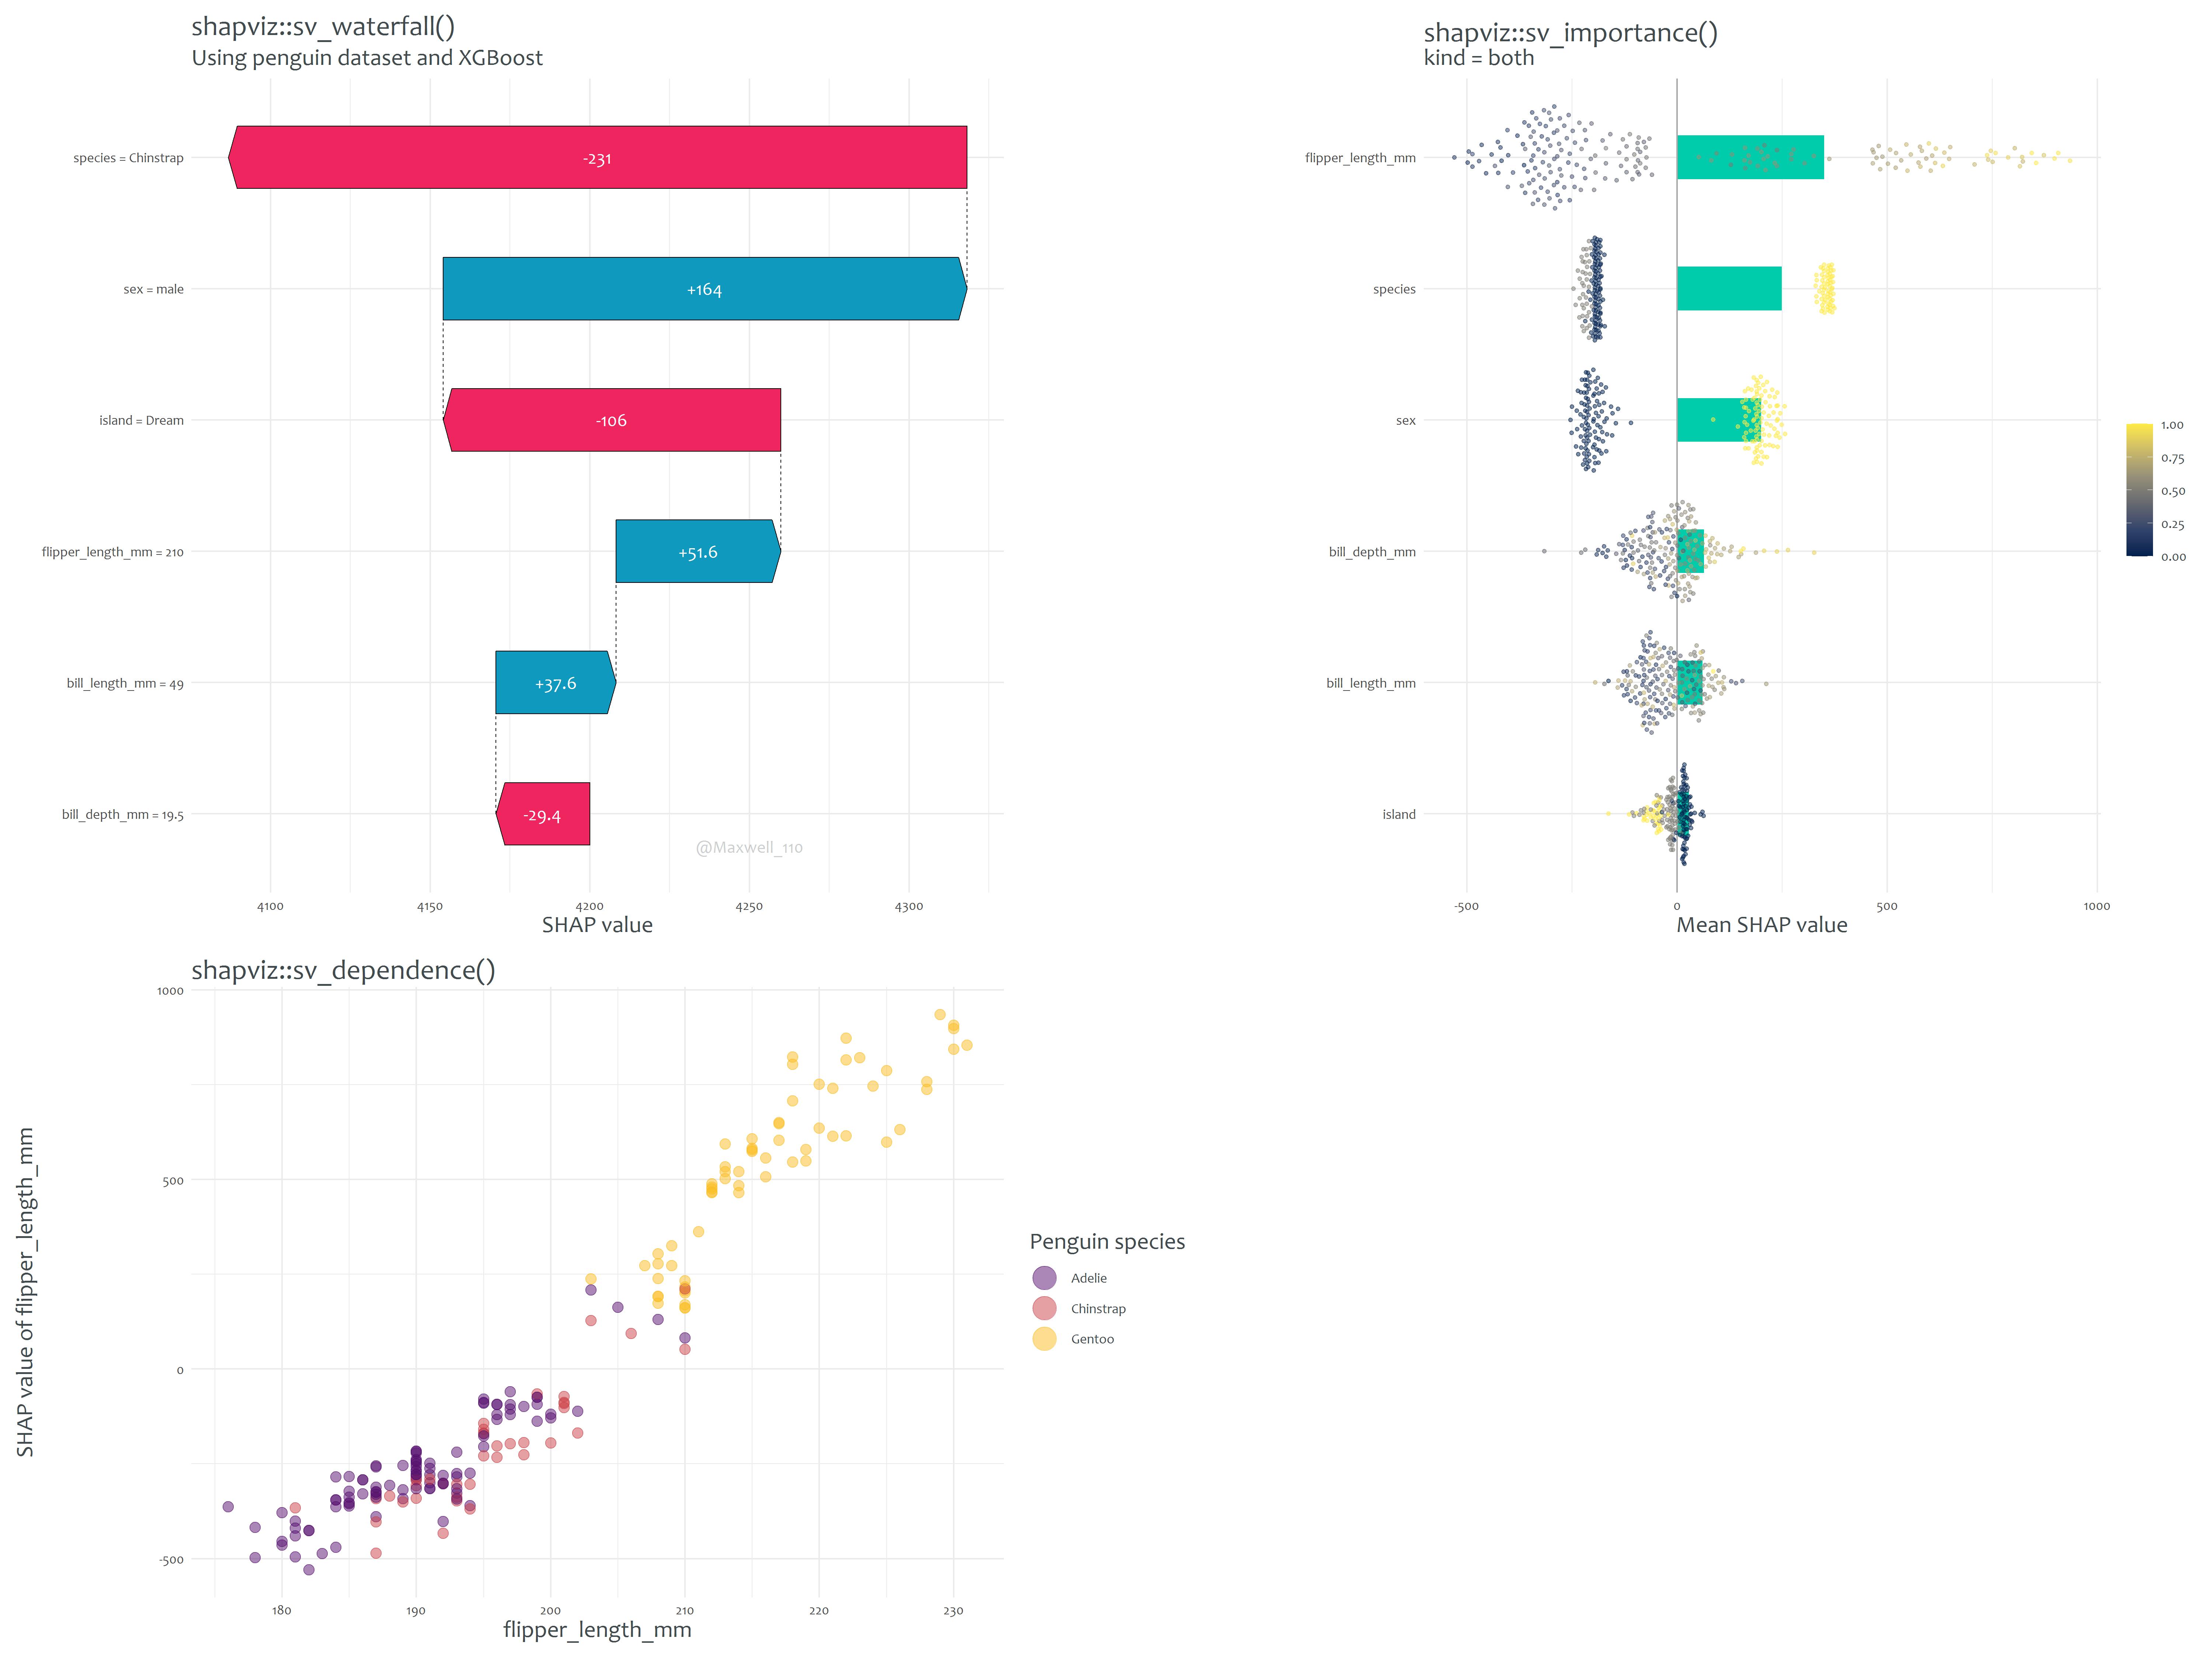 shapviz::sv_waterfall()
Using penguin dataset and XGBoost
species = Chinstrap
-231
sex = male
+164
island = Dream
-106
flipper_length_mm = 210
+51.6
bill_length_mm = 49
+37.6
bill_depth_mm = 19.5
-29.4
@Maxwell_110
4100 4150 4200 4250 4300
SHAP value
shapviz::sv_importance()
kind = both
flipper_length_mm
species
sex
bill_depth_mm
bill_length_mm
island
-500 0 500 1000
Mean SHAP value
1.00
0.75
0.50
0.25
0.00
shapviz::sv_dependence()
SHAP value of flipper_length_mm
1000
500
0
-500
180 190 200 210 220 230
flipper_length_mm
Penguin species
Adelie
Chinstrap
Gentoo